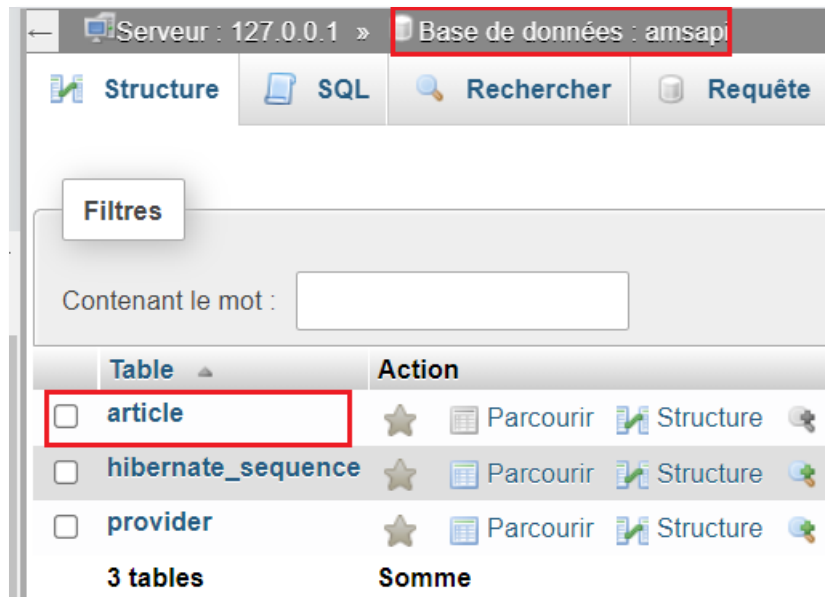 ← Serveur : 127.0.0.1 » Base de données : amsapi
Structure SQL Rechercher Requête
Filtres
Contenant le mot :
Table Action
article Parcourir Structure
hibernate_sequence Parcourir Structure
provider Parcourir Structure
3 tables Somme